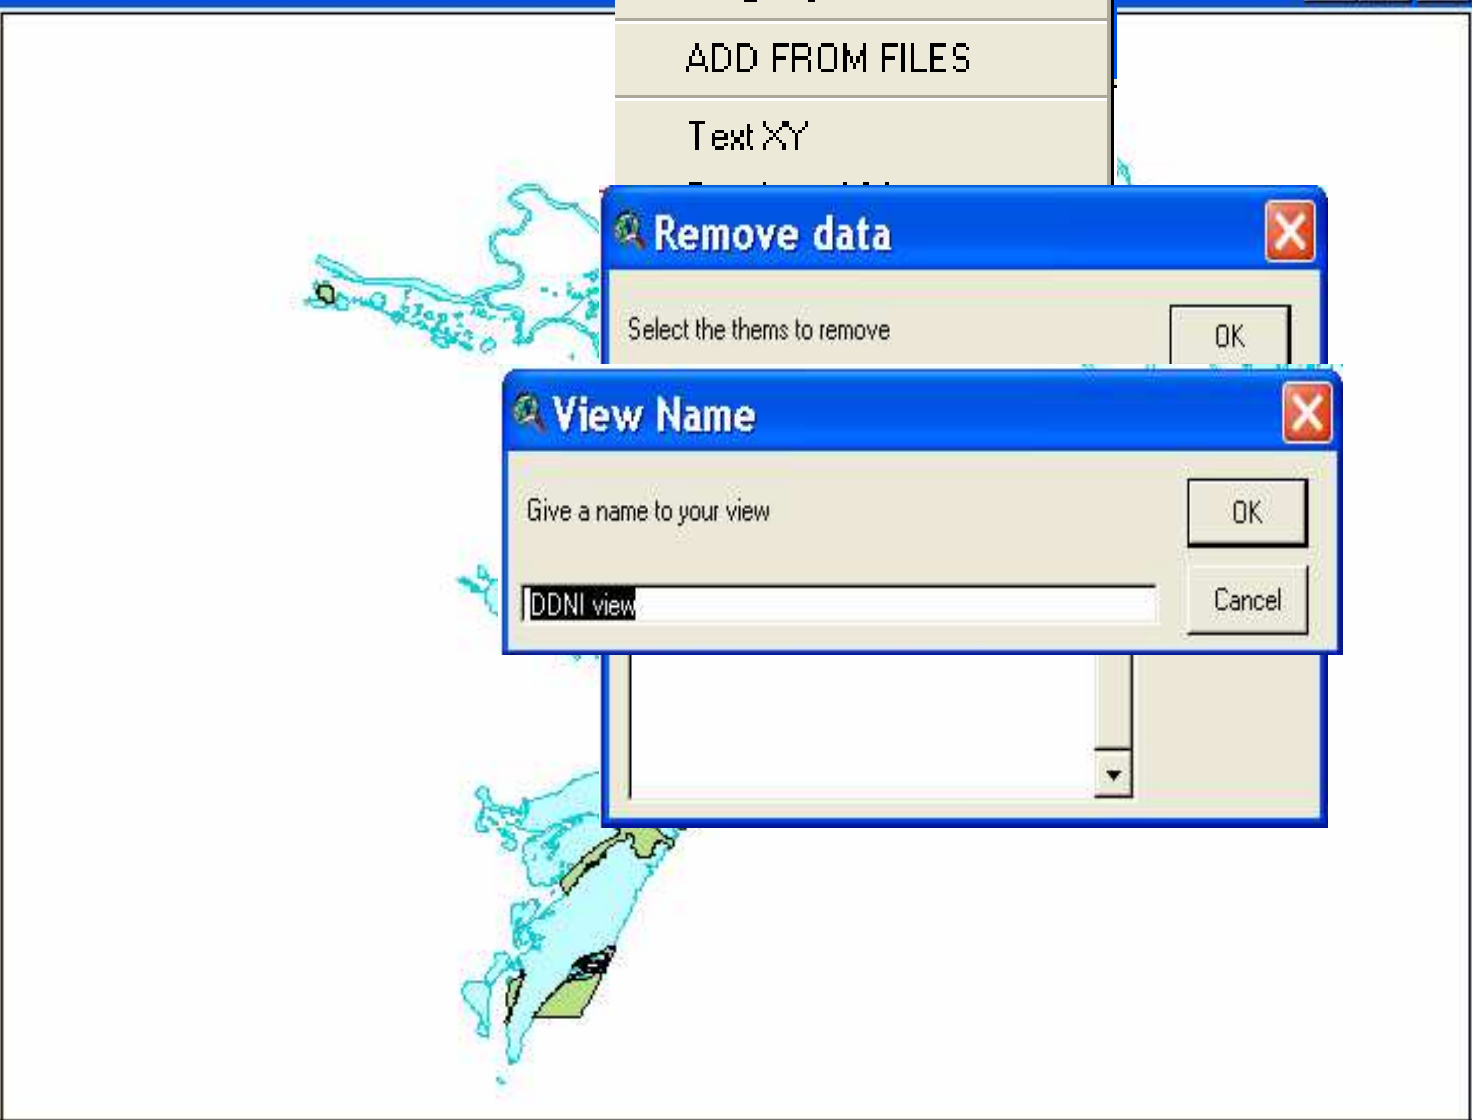 ADD FROM FILES
Text XY
Remove data
Select the thems to remove
OK
View Name
Give a name to your view
OK
DDNI view
Cancel